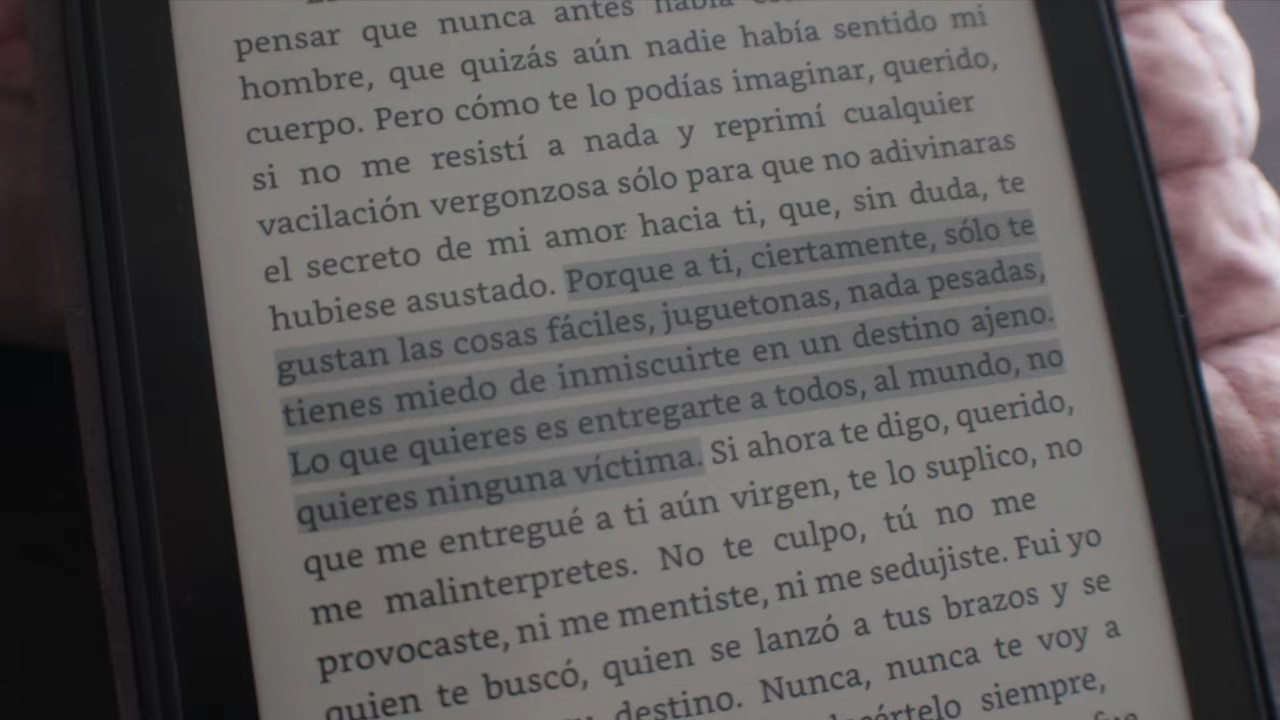 pensar que nunca antes había
hombre, que quizás aún nadie había sentido mi
cuerpo. Pero cómo te lo podías imaginar, querido,
si no me resistí a nada y reprimí cualquier
vacilación vergonzosa sólo para que no adivinaras
el secreto de mi amor hacia ti, que, sin duda, te
hubiese asustado. Porque a ti, ciertamente, sólo te
gustan las cosas fáciles, juguetonas, nada pesadas,
tienes miedo de inmiscuirte en un destino ajeno.
Lo que quieres es entregarte a todos, al mundo, no
quieres ninguna víctima. Si ahora te digo, querido,
que me entregué a ti aún virgen, te lo suplico, no
me malinterpretes. No te culpo, tú no me
provocaste, ni me mentiste, ni me sedujiste. Fui yo
quien te buscó, quien se lanzó a tus brazos y se
destino. Nunca, nunca te voy a
siempre,